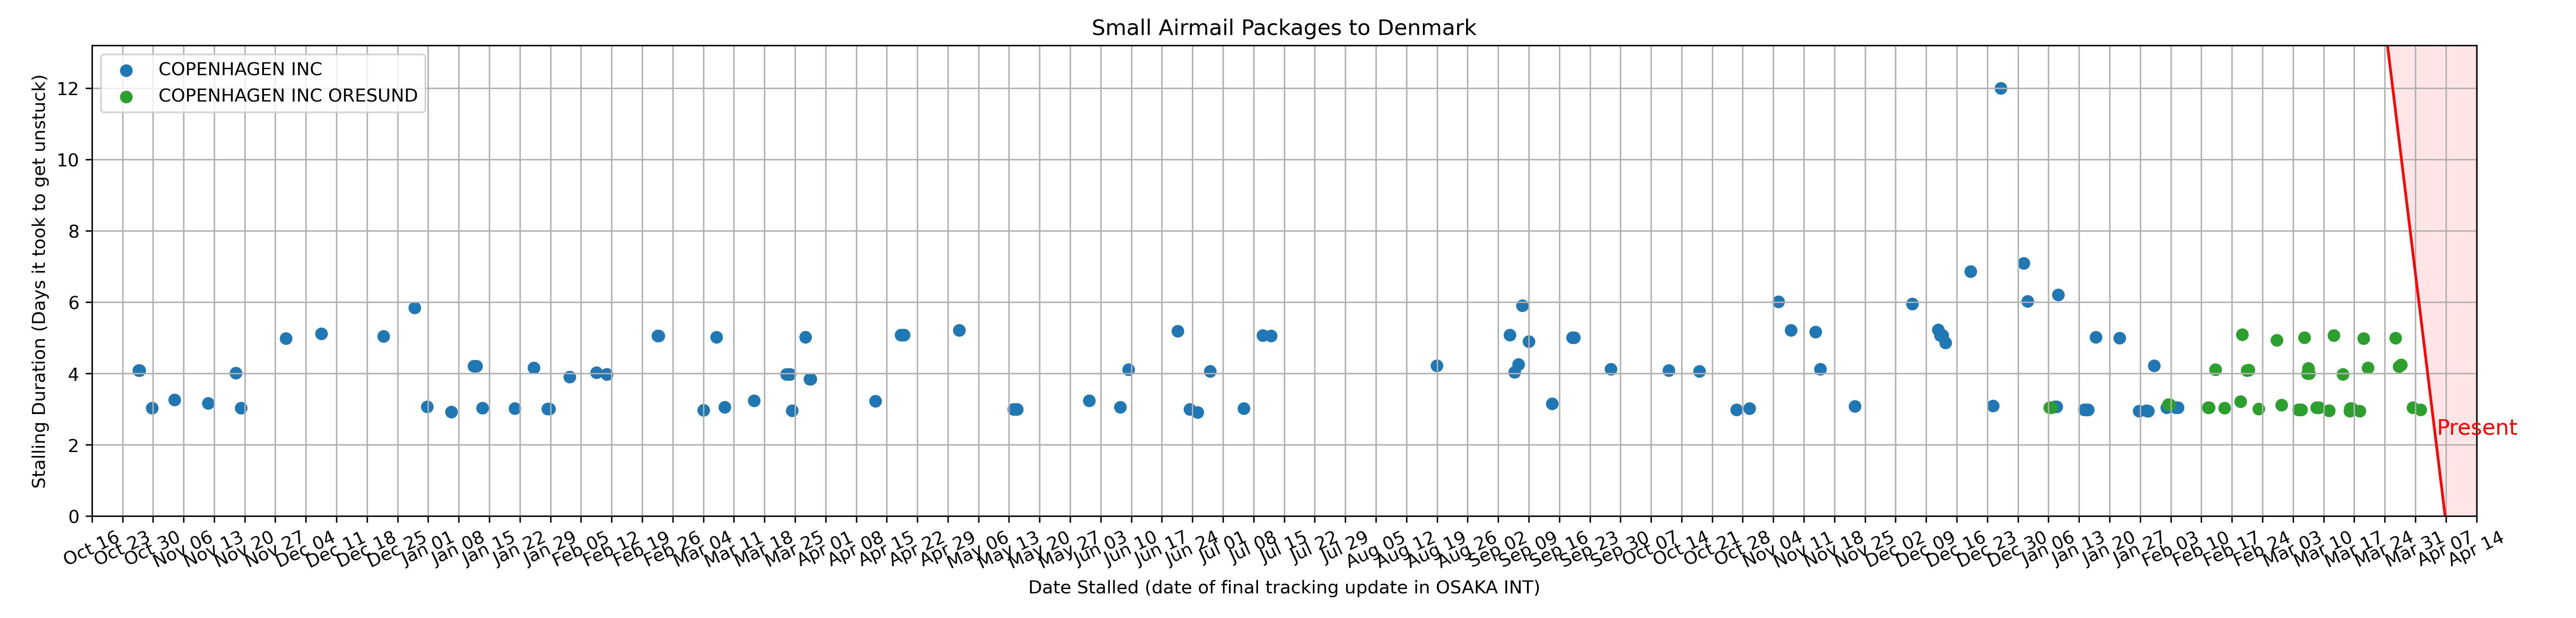 Small Airmail Packages to Denmark
COPENHAGEN INC
COPENHAGEN INC ORESUND
Stalling Duration (Days it took to get unstuck)
12
10
8
6
4
2
0
Present
Oct 16 Oct 23 Oct 30 Nov 06 Nov 13 Nov 20 Nov 27 Dec 04 Dec 11 Dec 18 Dec 25 Jan 01 Jan 08 Jan 15 Jan 22 Jan 29 Feb 05 Feb 12 Feb 19 Feb 26 Mar 04 Mar 11 Mar 18 Mar 25 Apr 01 Apr 08 Apr 15 Apr 22 Apr 29 May 06 May 13 May 20 May 27 Jun 03 Jun 10 Jun 17 Jun 24 Jul 01 Jul 08 Jul 15 Jul 22 Jul 29 Aug 05 Aug 12 Aug 19 Aug 26 Sep 02 Sep 09 Sep 16 Sep 23 Sep 30 Oct 07 Oct 14 Oct 21 Oct 28 Nov 04 Nov 11 Nov 18 Nov 25 Dec 02 Dec 09 Dec 16 Dec 23 Dec 30 Jan 06 Jan 13 Jan 20 Jan 27 Feb 03 Feb 10 Feb 17 Feb 24 Mar 03 Mar 10 Mar 17 Mar 24 Mar 31 Apr 07 Apr 14
Date Stalled (date of final tracking update in OSAKA INT)